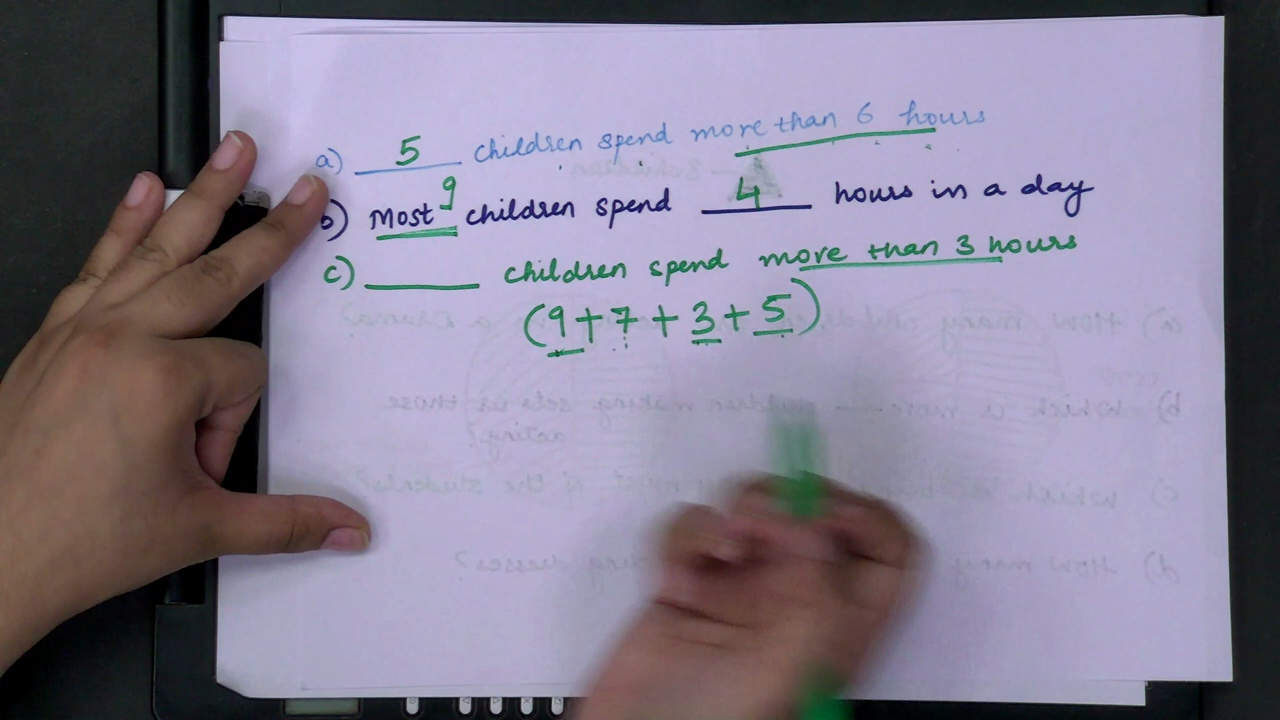 a) 5 children spend more than 6 hours
b) Most 9 children spend 4 hours in a day
c) ______ children spend more than 3 hours
(9+7+3+5)